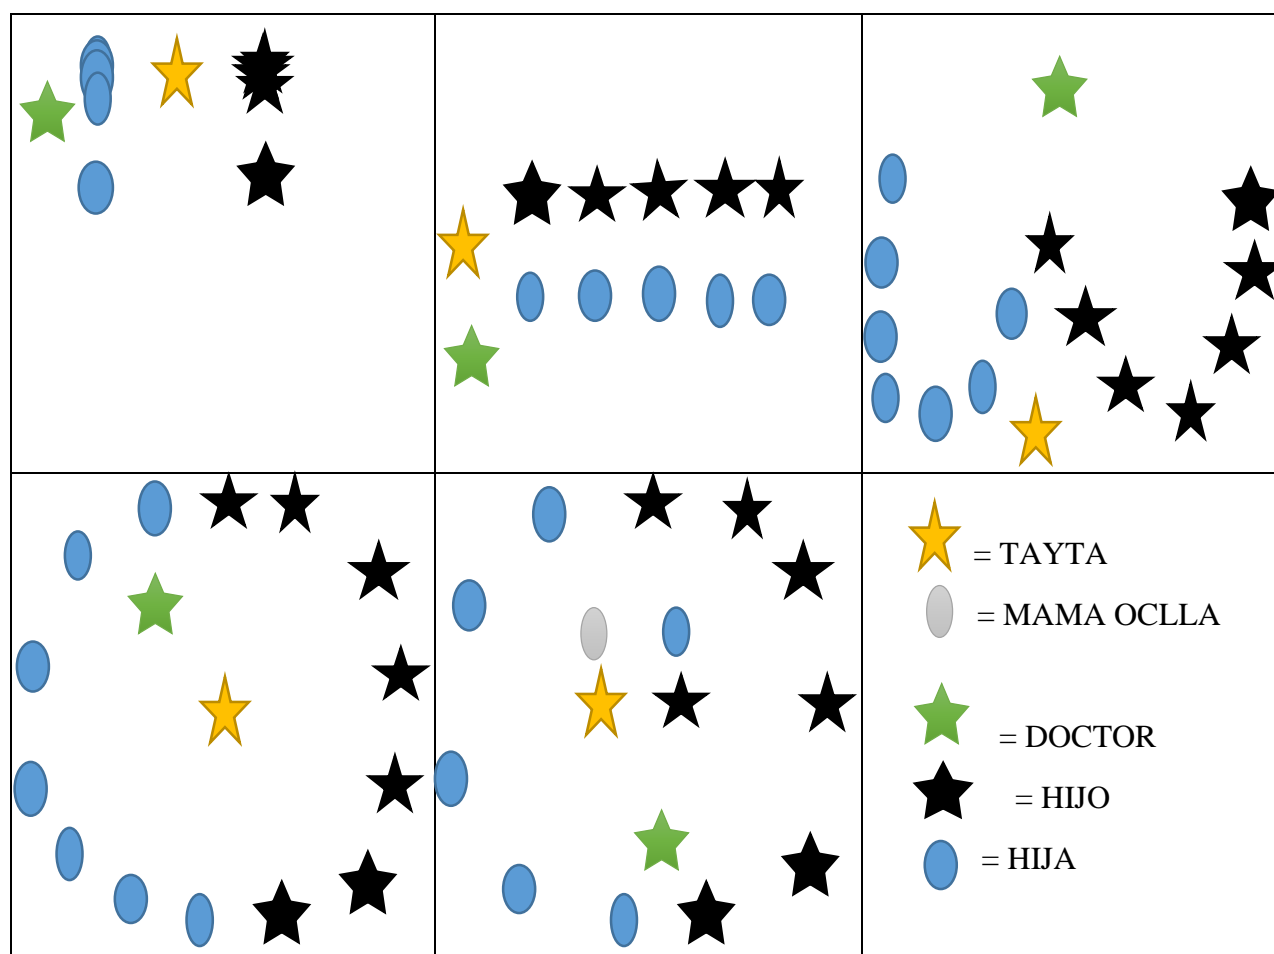 = TAYTA
= MAMA OCLLA
= DOCTOR
= HIJO
= HIJA